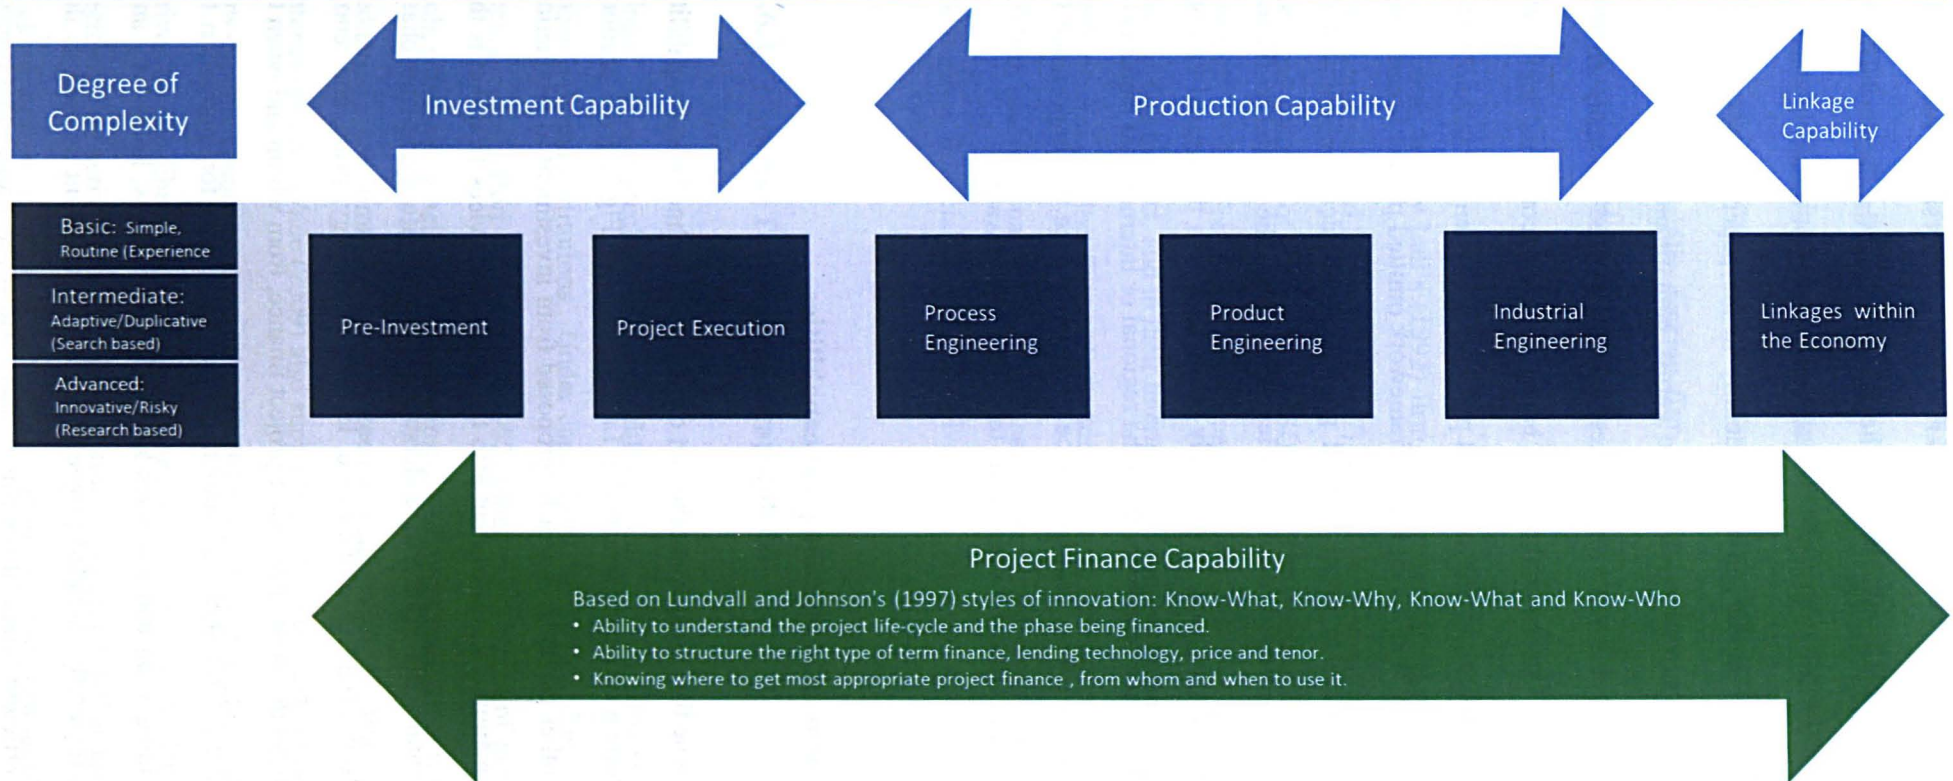 Degree of
Complexity
Investment Capability
Production Capability
Linkage
Capability
Basic: Simple,
Routine (Experience
Intermediate:
Adaptive/Duplicative
(Search based)
Advanced:
Innovative/Risky
(Research based)
Pre-Investment
Project Execution
Process
Engineering
Product
Engineering
Industrial
Engineering
Linkages within
the Economy
Project Finance Capability
Based on Lundvall and Johnson's (1997) styles of innovation: Know-What, Know-Why, Know-What and Know-Who
• Ability to understand the project life-cycle and the phase being financed.
• Ability to structure the right type of term finance, lending technology, price and tenor.
• Knowing where to get most appropriate project finance , from whom and when to use it.